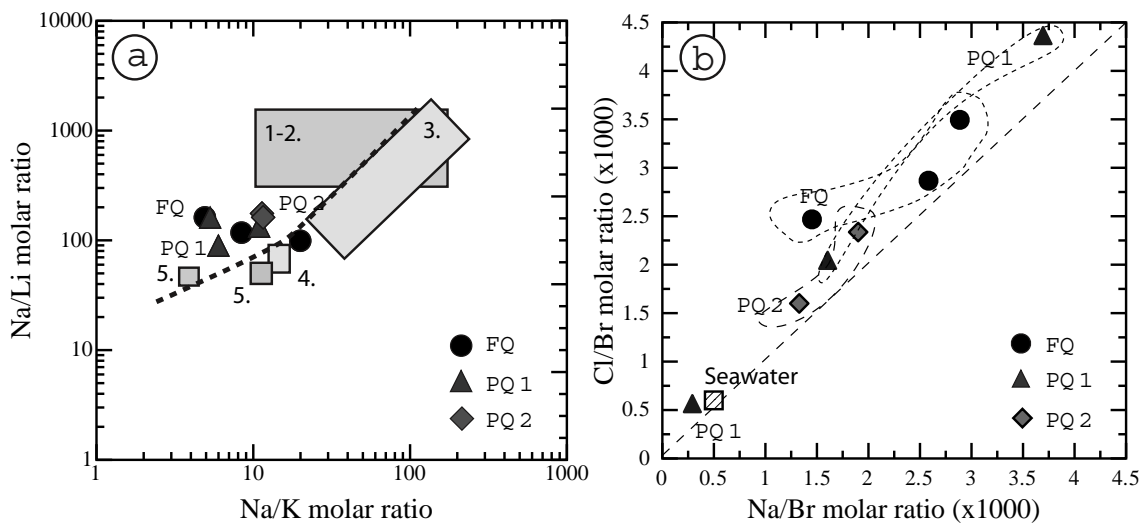 a
Na/Li molar ratio
10000
1000
100
10
1
1-2.
3.
FQ
PQ 2
PQ 1
5.
5.
4.
FQ
PQ 1
PQ 2
1
10
100
1000
Na/K molar ratio
b
Cl/Br molar ratio (x1000)
4.5
4
3.5
3
2.5
2
1.5
1
0.5
0
PQ 1
FQ
PQ 2
Seawater
PQ 1
FQ
PQ 1
PQ 2
0
0.5
1
1.5
2
2.5
3
3.5
4
4.5
Na/Br molar ratio (x1000)